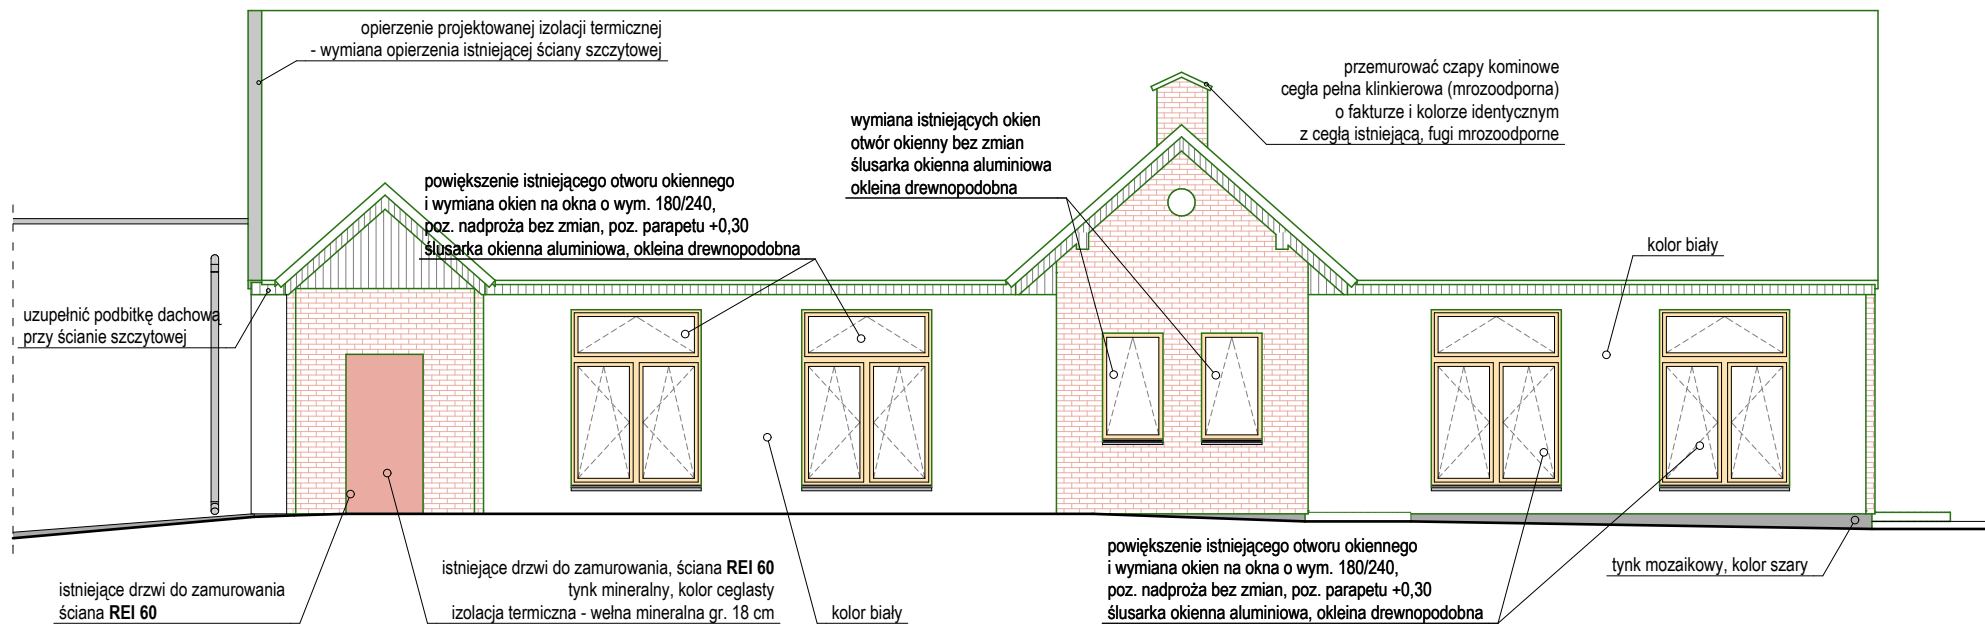 opierzenie projektowanej izolacji termicznej
- wymiana opierzenia istniejącej ściany szczytowej
przemurować czapy kominowe
cegła pełna klinkierowa (mrozoodporna)
o fakturze i kolorze identycznym
z cegłą istniejącą, fugi mrozoodporne
wymiana istniejących okien
otwór okienny bez zmian
ślusarka okienna aluminiowa
okleina drewnopodobna
powiększenie istniejącego otworu okiennego
i wymiana okien na okna o wym. 180/240,
poz. nadproża bez zmian, poz. parapetu +0,30
ślusarka okienna aluminiowa, okleina drewnopodobna
kolor biały
uzupełnić podbitkę dachową
przy ścianie szczytowej
istniejące drzwi do zamurowania
ściana REI 60
istniejące drzwi do zamurowania, ściana REI 60
tynk mineralny, kolor ceglasty
izolacja termiczna - wełna mineralna gr. 18 cm
kolor biały
powiększenie istniejącego otworu okiennego
i wymiana okien na okna o wym. 180/240,
poz. nadproża bez zmian, poz. parapetu +0,30
ślusarka okienna aluminiowa, okleina drewnopodobna
tynk mozaikowy, kolor szary